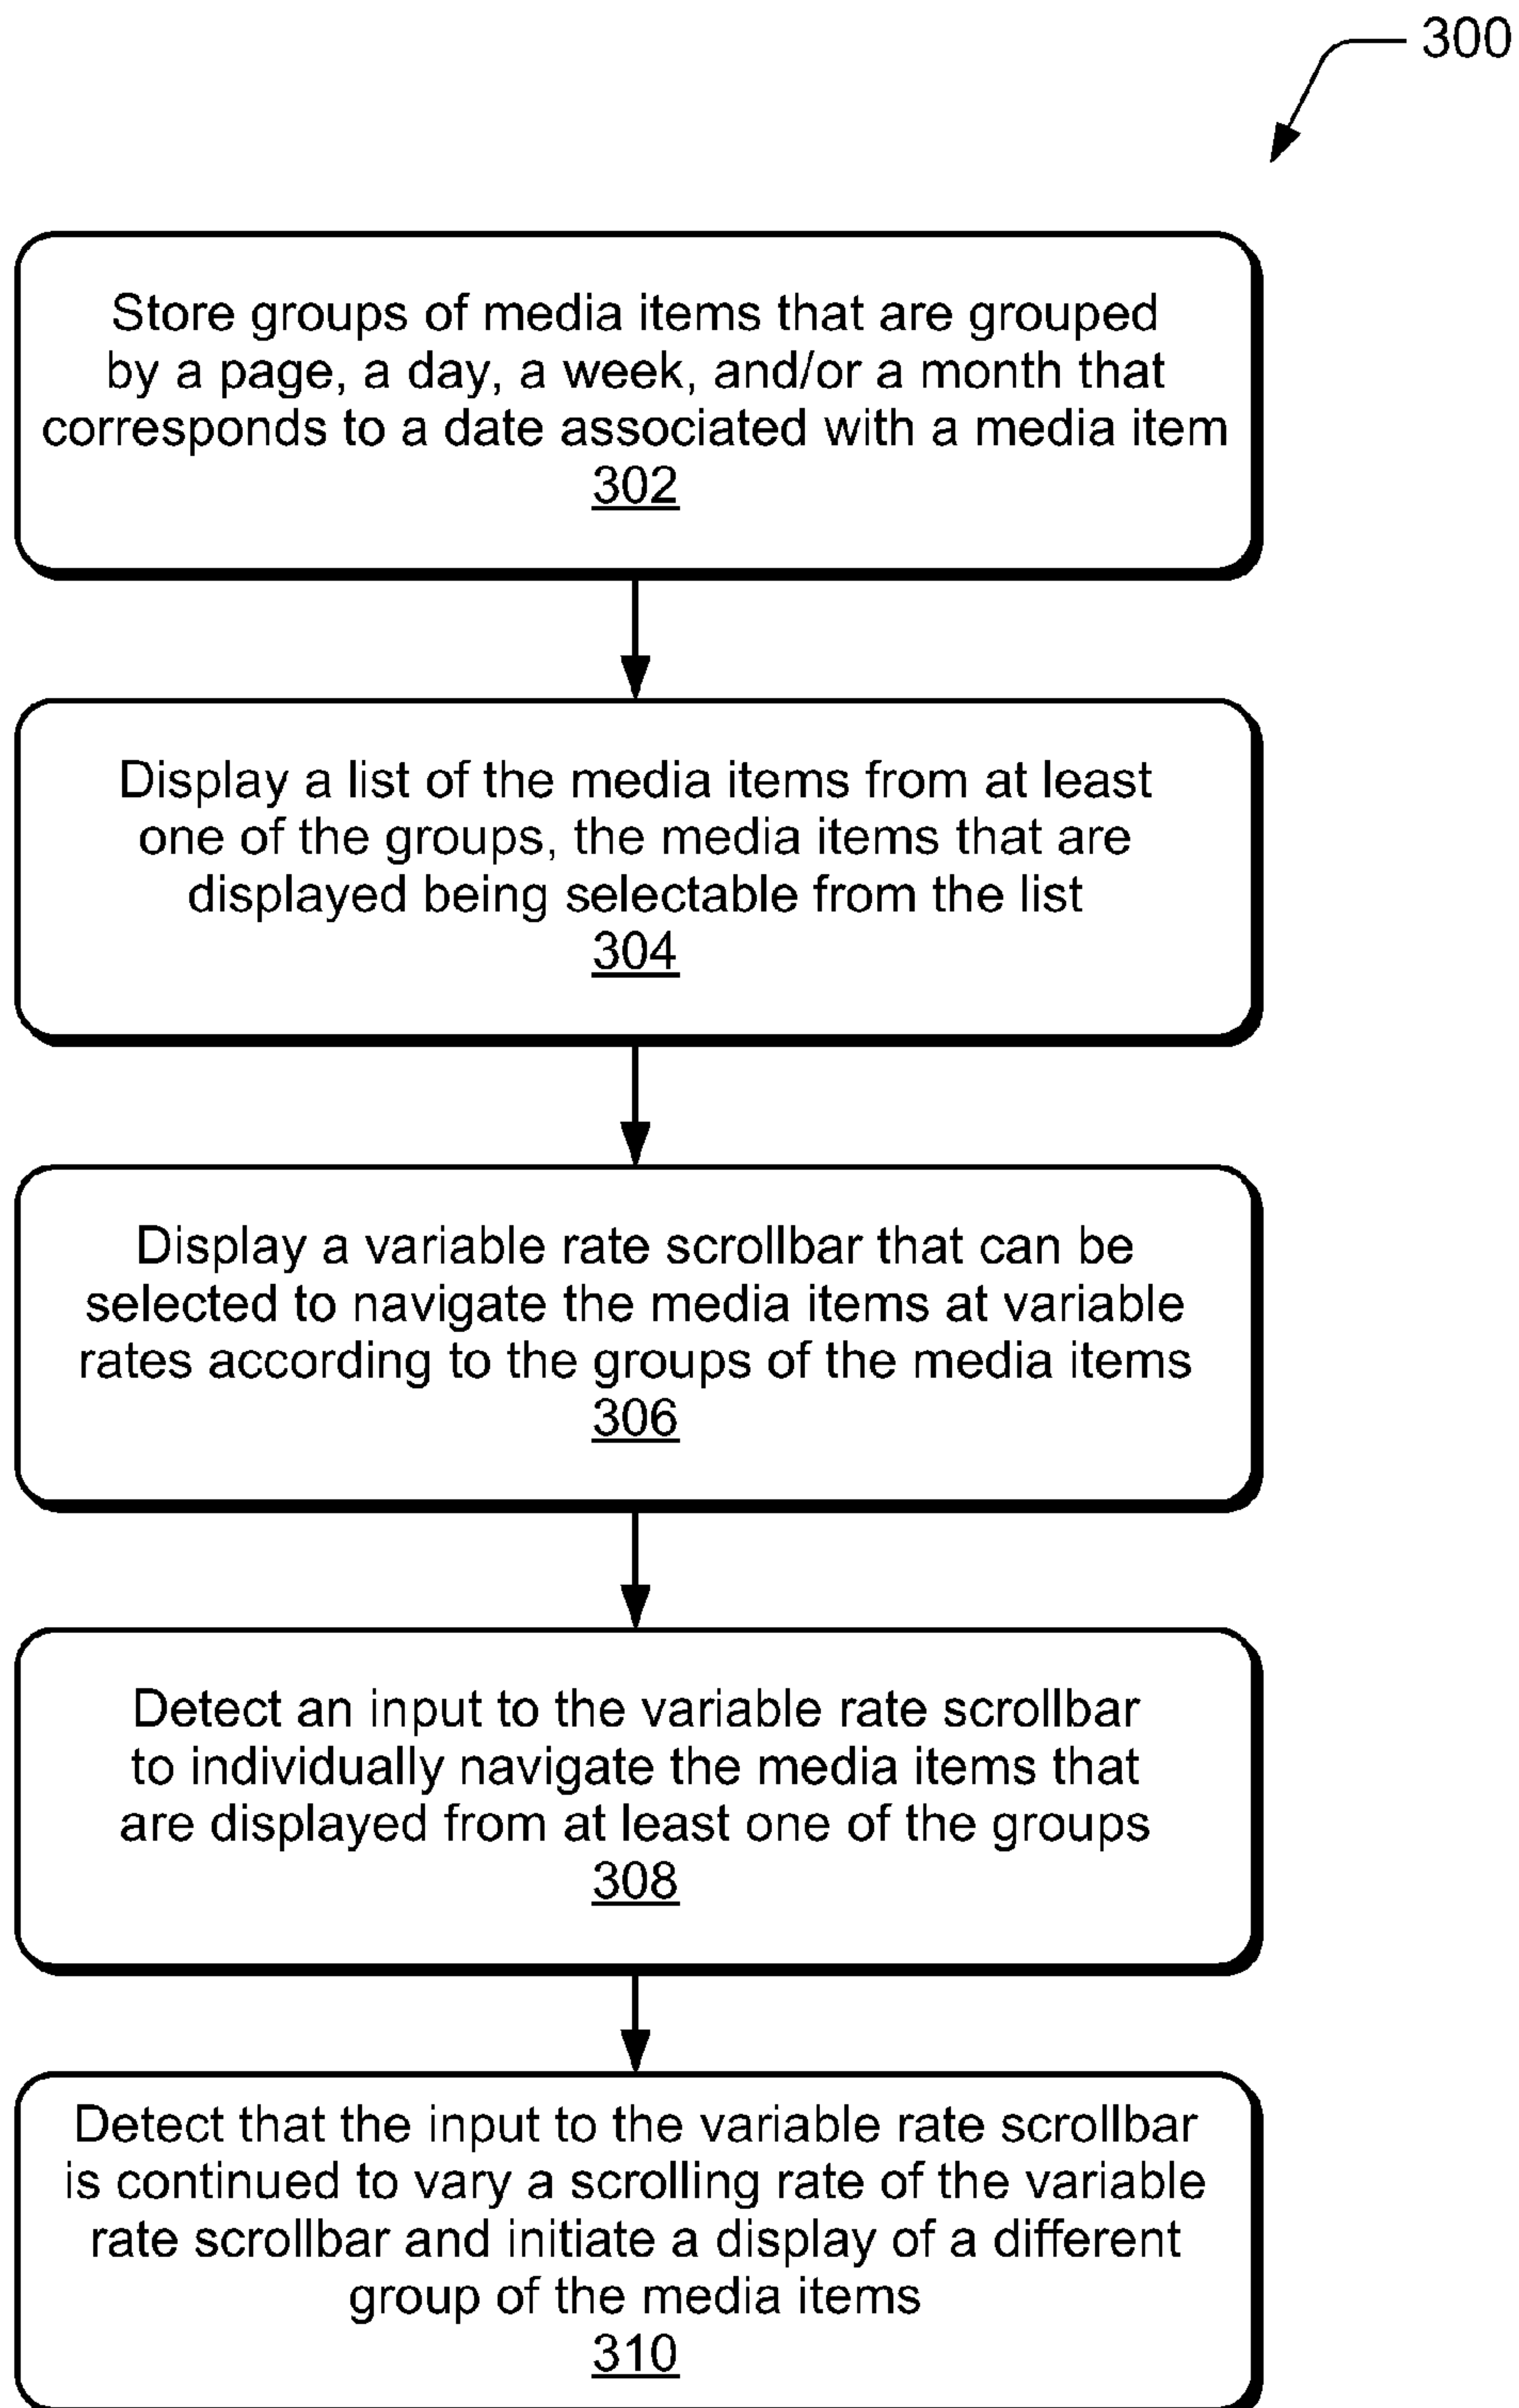 300
Store groups of media items that are grouped
by a page, a day, a week, and/or a month that
corresponds to a date associated with a media item
302
Display a list of the media items from at least
one of the groups, the media items that are
displayed being selectable from the list
304
Display a variable rate scrollbar that can be
selected to navigate the media items at variable
rates according to the groups of the media items
306
Detect an input to the variable rate scrollbar
to individually navigate the media items that
are displayed from at least one of the groups
308
Detect that the input to the variable rate scrollbar
is continued to vary a scrolling rate of the variable
rate scrollbar and initiate a display of a different
group of the media items
310